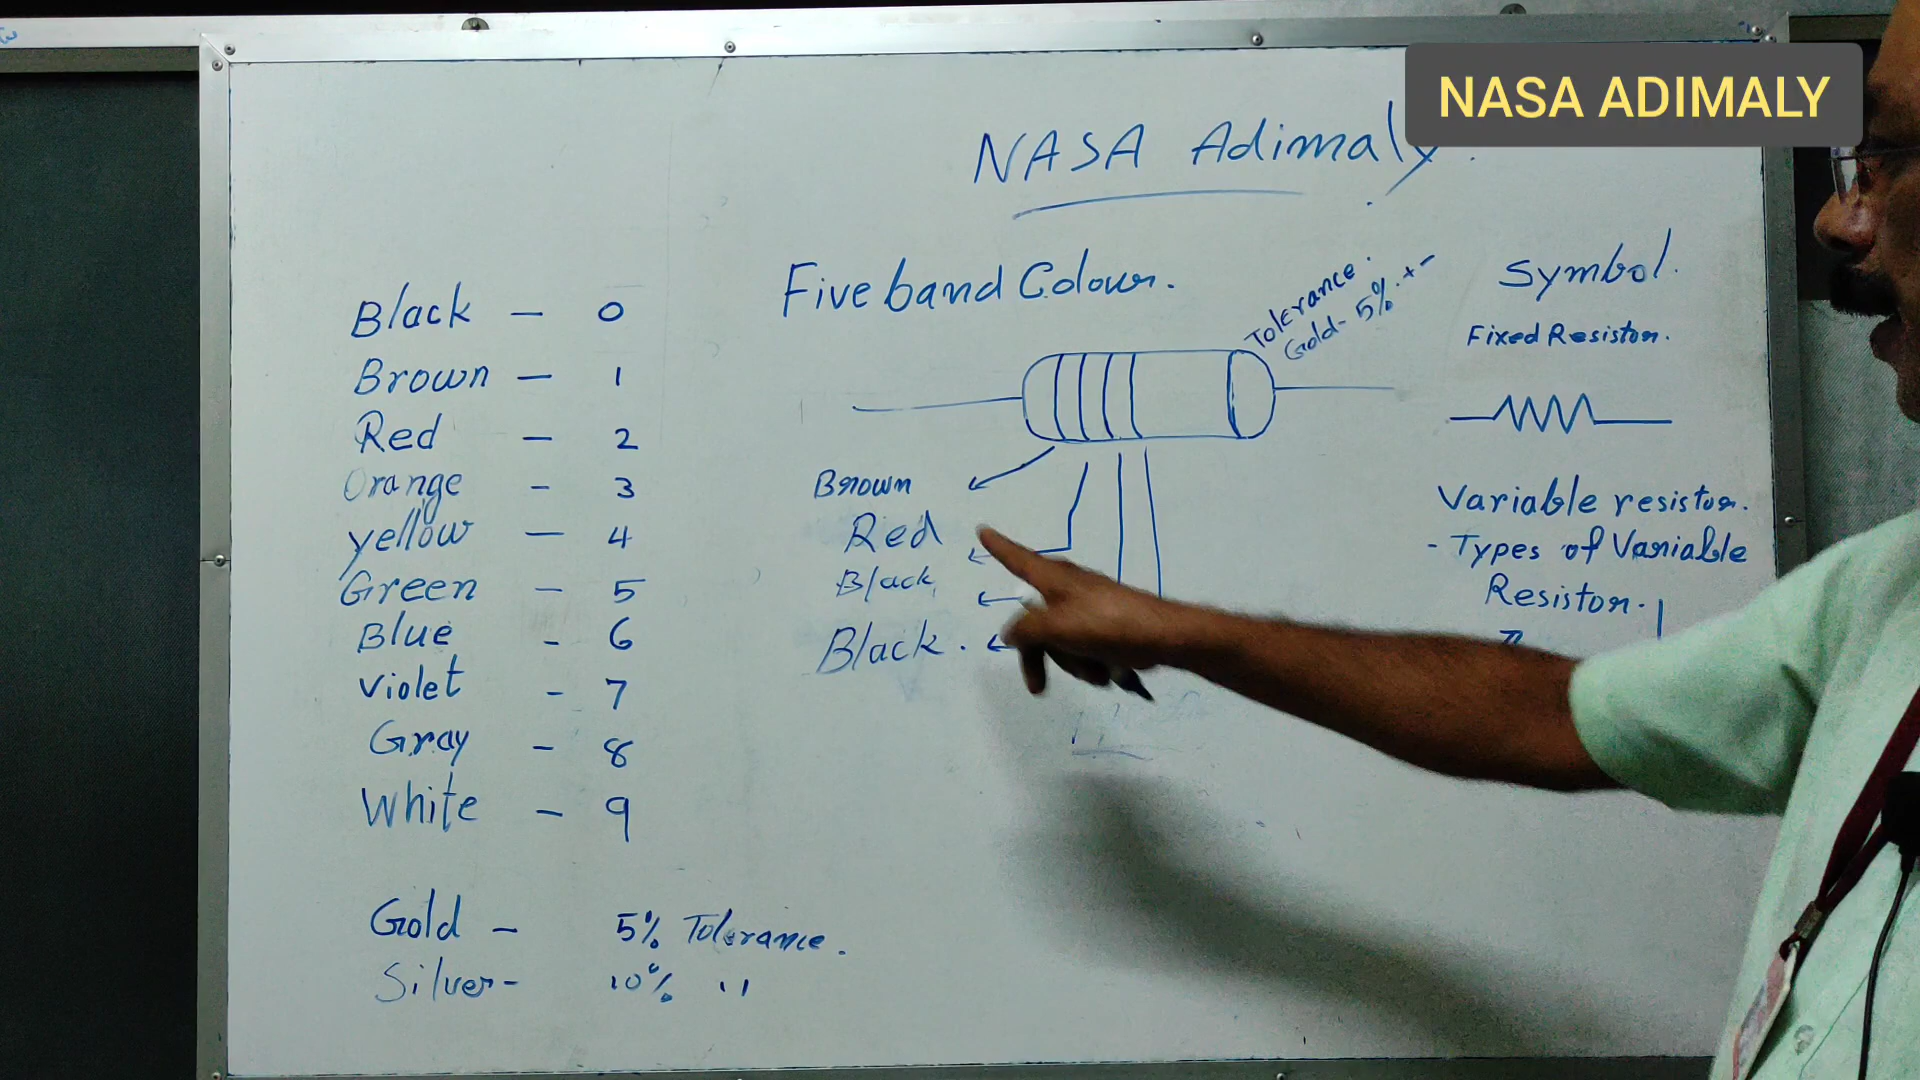 NASA ADIMALY
NASA Adimaly.
Black - 0
Brown - 1
Red - 2
Orange - 3
yellow - 4
Green - 5
Blue - 6
Violet - 7
Gray - 8
White - 9
Gold - 5% Tolerance.
Silver - 10% "
Five band Colour.
Tolerance.
Gold - 5% + -
Brown
Red
Black
Black.
Symbol.
Fixed Resistor.
Variable resistor.
- Types of Variable
Resistor.